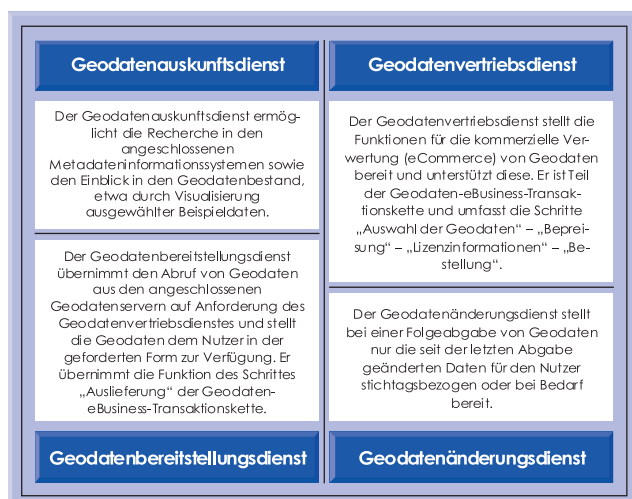 Geodatenauskunftsdienst
Der Geodatenauskunftsdienst ermög-
licht die Recherche in den
angeschlossenen
Metadateninformationssystemen sowie
den Einblick in den Geodatenbestand,
etwa durch Visualisierung
ausgewählter Beispieldaten.
Der Geodatenbereitstellungsdienst
übernimmt den Abruf von Geodaten
aus den angeschlossenen
Geodatenservern auf Anforderung des
Geodatenvertriebsdienstes und stellt
die Geodaten dem Nutzer in der
geforderten Form zur Verfügung. Er
übernimmt die Funktion des Schrittes
„Auslieferung“ der Geodaten-
eBusiness-Transaktionskette.
Geodatenbereitstellungsdienst
Geodatenvertriebsdienst
Der Geodatenvertriebsdienst stellt die
Funktionen für die kommerzielle Ver-
wertung (eCommerce) von Geodaten
bereit und unterstützt diese. Er ist Teil
der Geodaten-eBusiness-Transak-
tionskette und umfasst die Schritte
„Auswahl der Geodaten“ – „Beprei-
sung“ – „Lizenzinformationen“ – „Be-
stellung“.
Der Geodatenänderungsdienst stellt
bei einer Folgeabgabe von Geodaten
nur die seit der letzten Abgabe
geänderten Daten für den Nutzer
stichtagsbezogen oder bei Bedarf
bereit.
Geodatenänderungsdienst